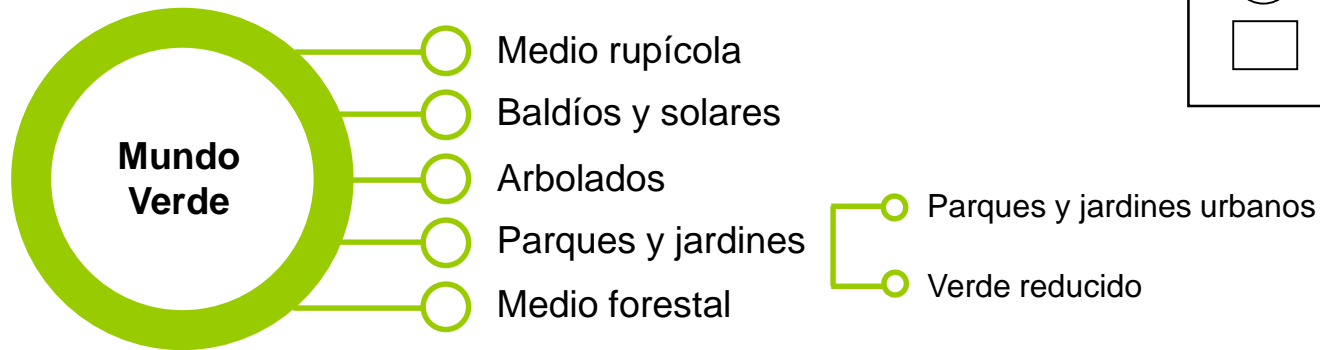 Mundo
Verde
Medio rupícola
Baldíos y solares
Arbolados
Parques y jardines
Medio forestal
Parques y jardines urbanos
Verde reducido